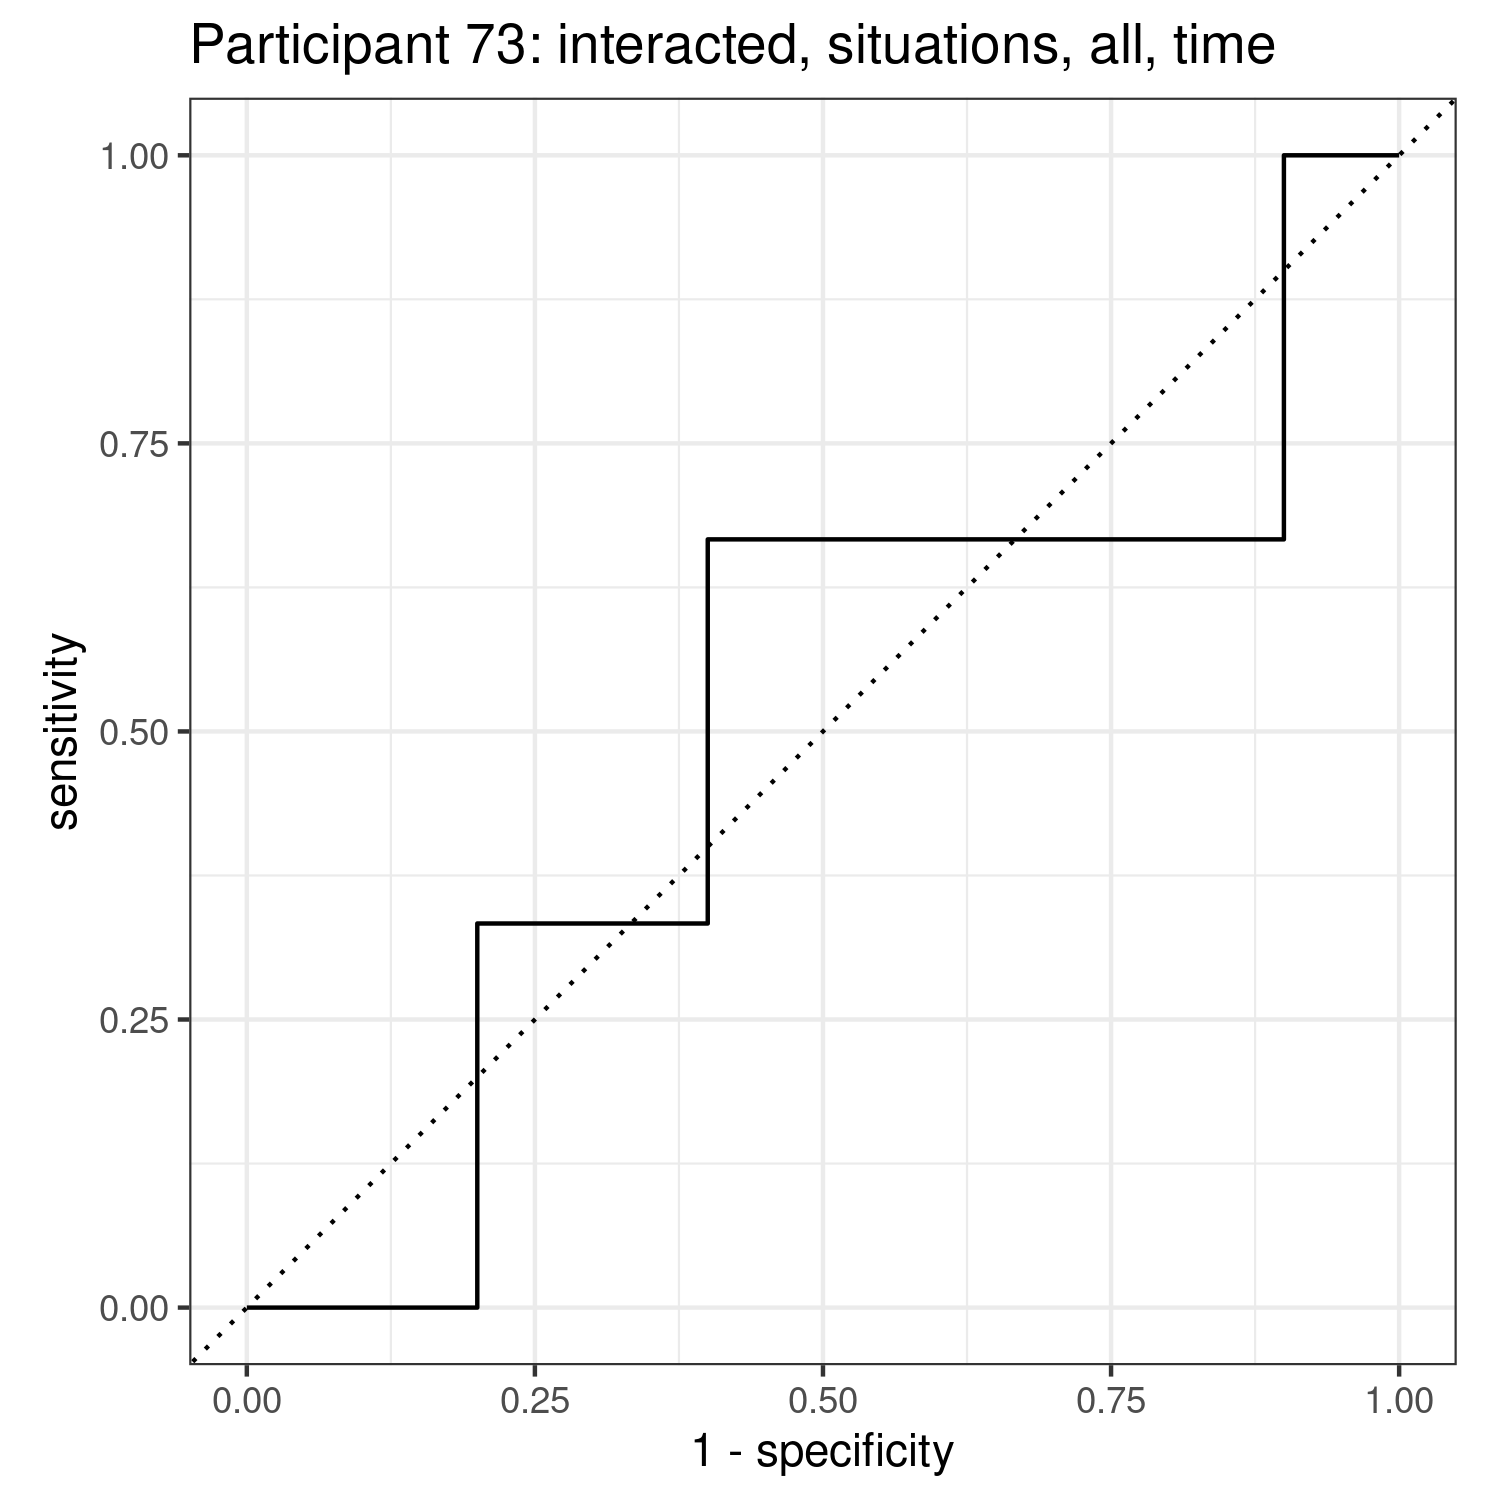 Participant 73: interacted, situations, all, time
1.00
0.75
0.50
0.25
0.00
sensitivity
0.00 0.25 0.50 0.75 1.00
1 - specificity